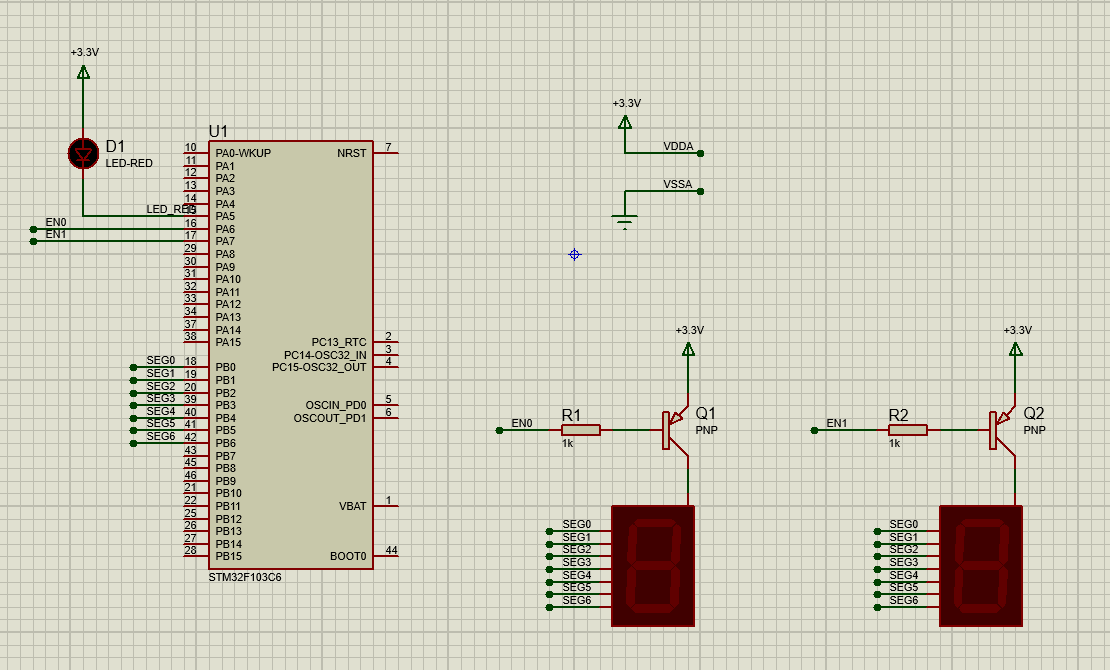 +3.3V
D1
LED-RED
LED_RED
EN0
EN1
SEG0
SEG1
SEG2
SEG3
SEG4
SEG5
SEG6
U1
10 PA0-WKUP NRST 7
11 PA1
12 PA2
13 PA3
14 PA4
15 PA5
16 PA6
17 PA7
29 PA8
30 PA9
31 PA10
32 PA11
33 PA12
34 PA13
37 PA14
38 PA15 PC13_RTC 2
PC14-OSC32_IN 3
18 PB0 PC15-OSC32_OUT 4
19 PB1
20 PB2
39 PB3 OSCIN_PD0 5
40 PB4 OSCOUT_PD1 6
41 PB5
42 PB6
43 PB7
45 PB8
46 PB9
21 PB10
22 PB11 VBAT 1
25 PB12
26 PB13
27 PB14
28 PB15 BOOT0 44
STM32F103C6
+3.3V
VDDA
VSSA
+3.3V
EN0
R1
1k
Q1
PNP
SEG0
SEG1
SEG2
SEG3
SEG4
SEG5
SEG6
+3.3V
EN1
R2
1k
Q2
PNP
SEG0
SEG1
SEG2
SEG3
SEG4
SEG5
SEG6